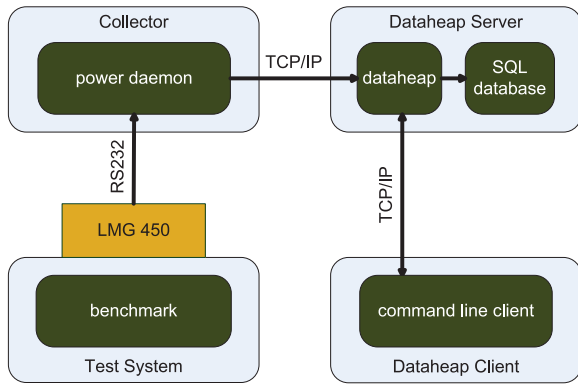 Collector
Dataheap Server
power daemon
TCP/IP
dataheap
SQL
database
RS232
TCP/IP
LMG 450
benchmark
command line client
Test System
Dataheap Client